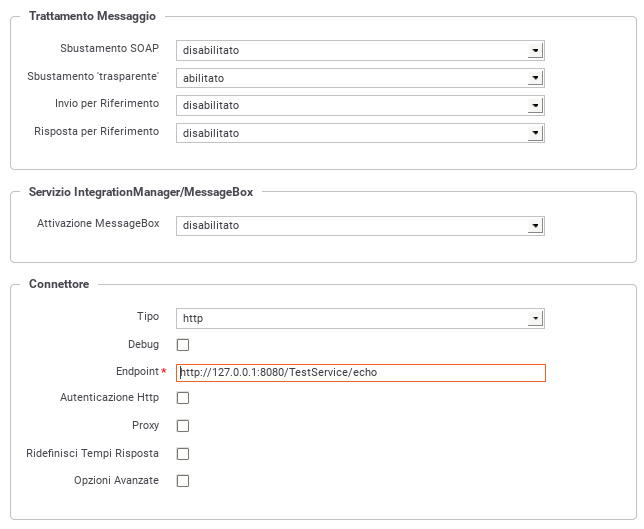 Trattamento Messaggio
Sbustamento SOAP disabilitato
Sbustamento 'trasparente' abilitato
Invio per Riferimento disabilitato
Risposta per Riferimento disabilitato
Servizio IntegrationManager/MessageBox
Attivazione MessageBox disabilitato
Connettore
Tipo http
Debug
Endpoint * http://127.0.0.1:8080/TestService/echo
Autenticazione Http
Proxy
Ridefinisci Tempi Risposta
Opzioni Avanzate